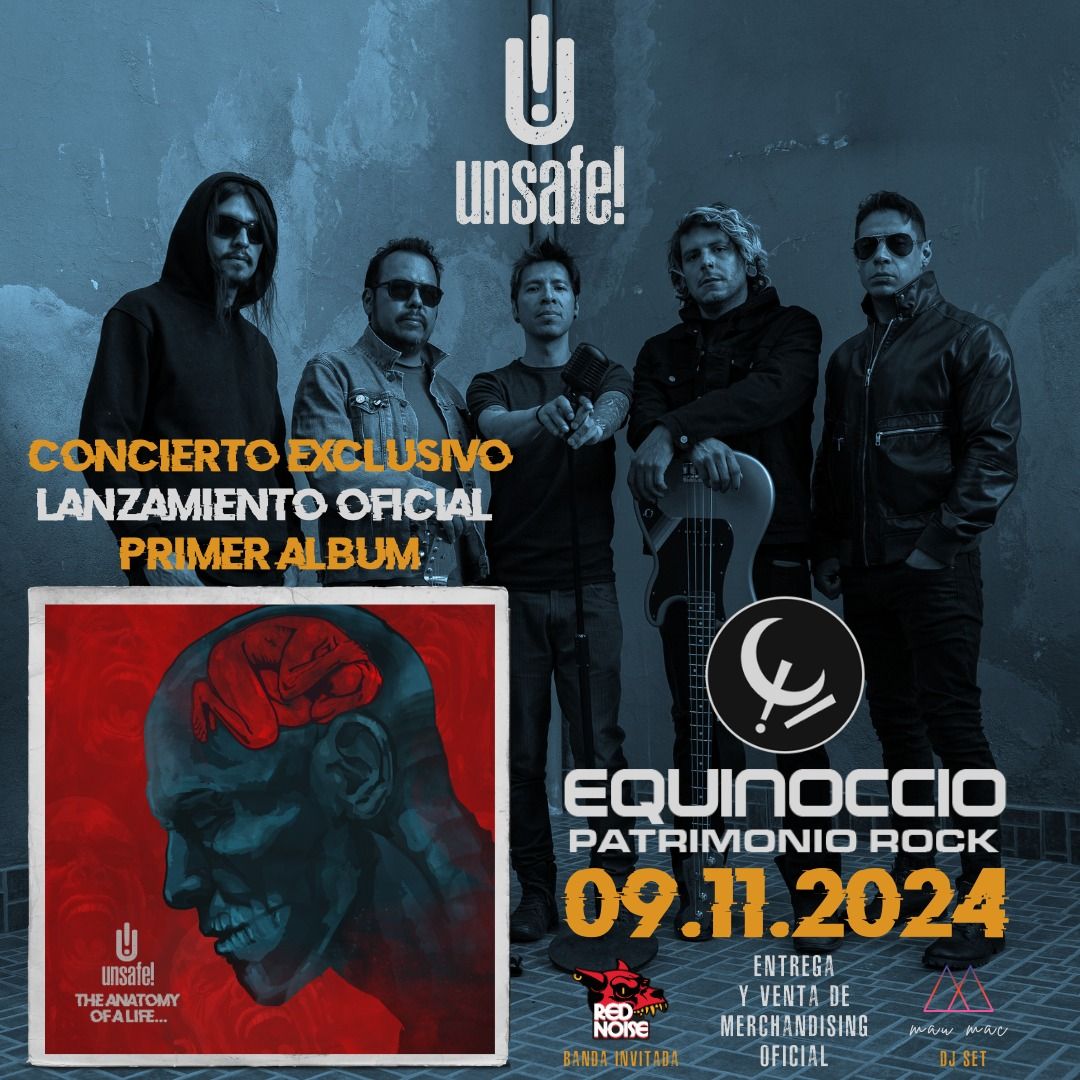 unsafe!
CONCIERTO EXCLUSIVO
LANZAMIENTO OFICIAL
PRIMER ALBUM
unsafe!
THE ANATOMY
OF A LIFE...
EQUINOCCIO
PATRIMONIO ROCK
09.11.2024
RED
NOISE
BANDA INVITADA
ENTREGA
Y VENTA DE
MERCHANDISING
OFICIAL
maw mac
DJ SET